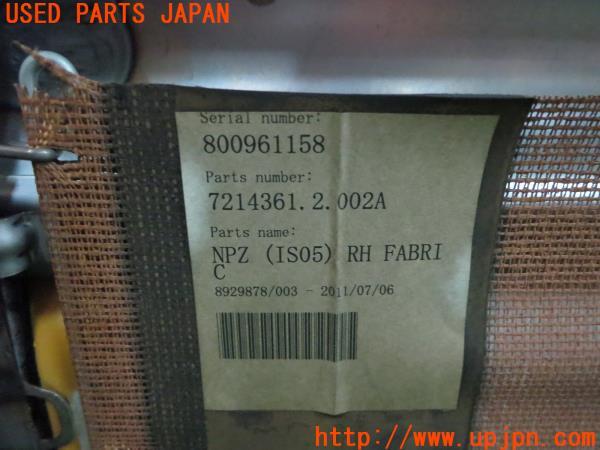 USED PARTS JAPAN
Serial number:
800961158
Parts number:
7214361.2.002A
Parts name:
NPZ (IS05) RH FABRI
C
8929878/003 - 2011/07/06
http://www.upjpn.com